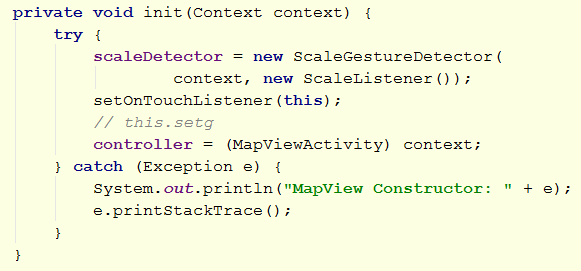 private void init(Context context) {
    try {
        scaleDetector = new ScaleGestureDetector(
                context, new ScaleListener());
        setOnTouchListener(this);
        // this.setg
        controller = (MapViewActivity) context;
    } catch (Exception e) {
        System.out.println("MapView Constructor: " + e);
        e.printStackTrace();
    }
}